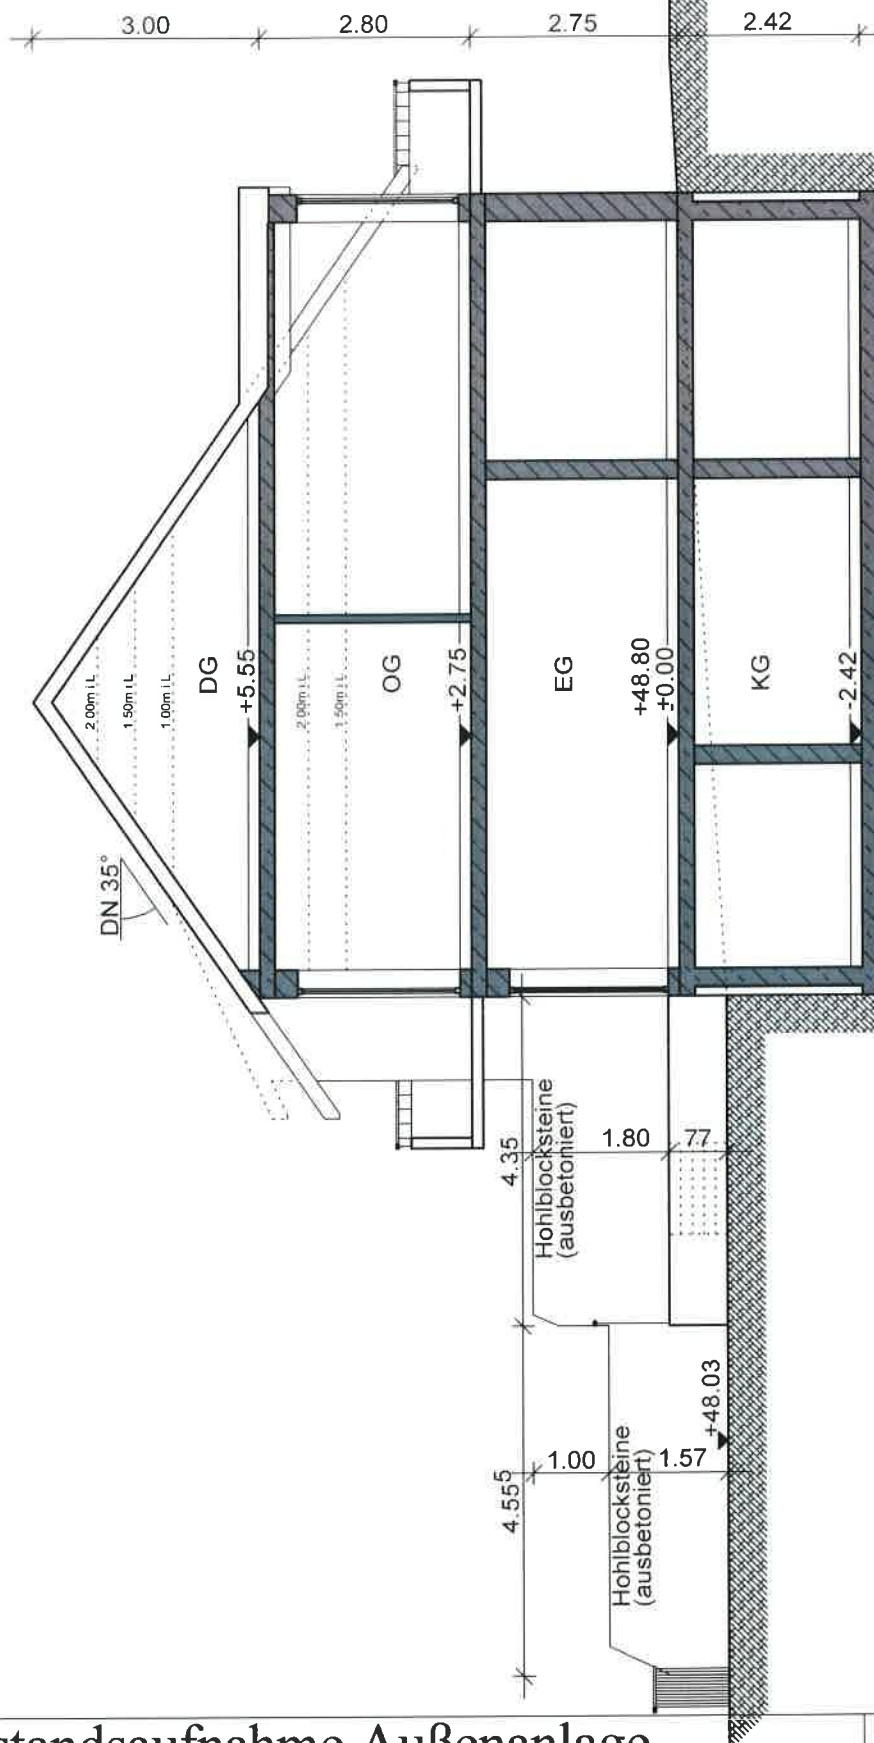 3.00
2.80
2.75
2.42
2.00m i.L
1.50m i.L
1.00m i.L
DG
+5.55
2.00m i.L
1.50m i.L
OG
+2.75
EG
+48.80
±0.00
KG
-2.42
DN 35°
4.35
Hohlblocksteine
(ausbetoniert)
1.80
77
4.55⁵
1.00
Hohlblocksteine
(ausbetoniert)
1.57
+48.03
standsaufnahme Außenanlage